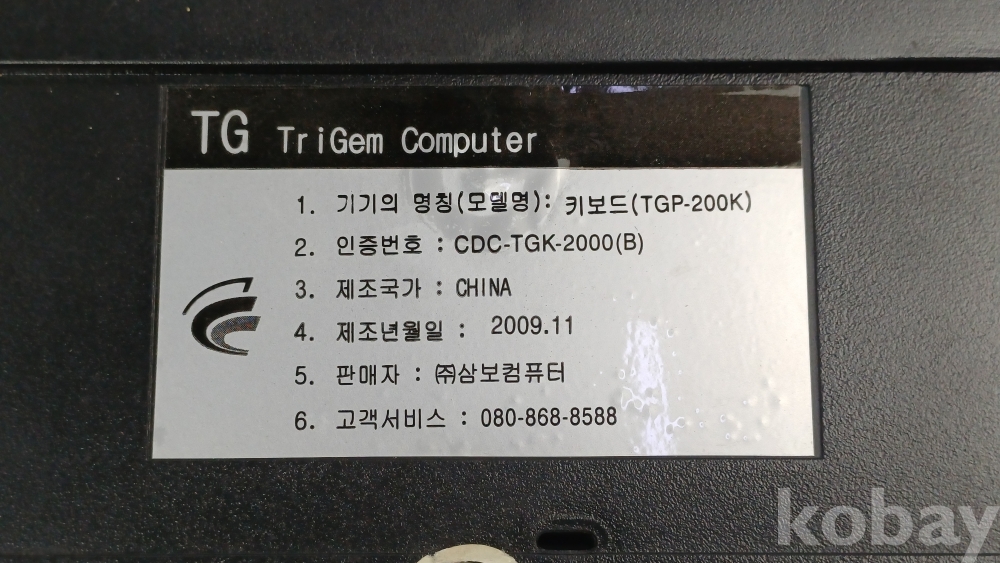 TG TriGem Computer
1. 기기의 명칭(모델명): 키보드(TGP-200K)
2. 인증번호 : CDC-TGK-2000(B)
3. 제조국가 : CHINA
4. 제조년월일 : 2009.11
5. 판매자 : ㈜삼보컴퓨터
6. 고객서비스 : 080-868-8588
kobay